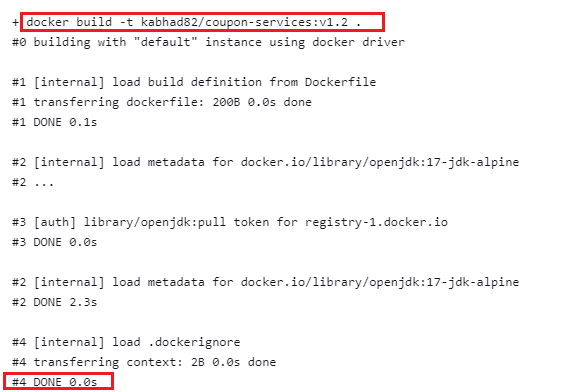 + docker build -t kabhad82/coupon-services:v1.2 .
#0 building with "default" instance using docker driver
#1 [internal] load build definition from Dockerfile
#1 transferring dockerfile: 200B 0.0s done
#1 DONE 0.1s
#2 [internal] load metadata for docker.io/library/openjdk:17-jdk-alpine
#2 ...
#3 [auth] library/openjdk:pull token for registry-1.docker.io
#3 DONE 0.0s
#2 [internal] load metadata for docker.io/library/openjdk:17-jdk-alpine
#2 DONE 2.3s
#4 [internal] load .dockerignore
#4 transferring context: 2B 0.0s done
#4 DONE 0.0s